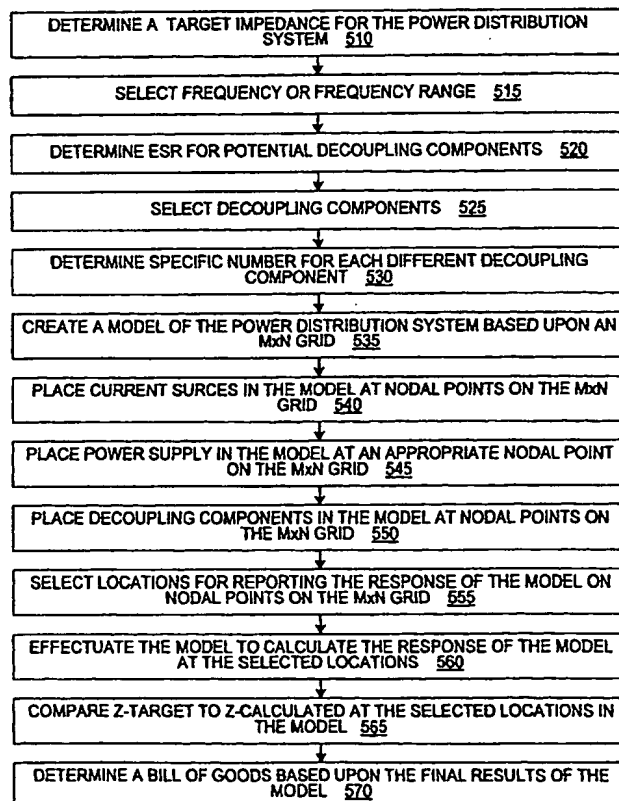 DETERMINE A TARGET IMPEDANCE FOR THE POWER DISTRIBUTION
SYSTEM 510
SELECT FREQUENCY OR FREQUENCY RANGE 515
DETERMINE ESR FOR POTENTIAL DECOUPLING COMPONENTS 520
SELECT DECOUPLING COMPONENTS 525
DETERMINE SPECIFIC NUMBER FOR EACH DIFFERENT DECOUPLING
COMPONENT 530
CREATE A MODEL OF THE POWER DISTRIBUTION SYSTEM BASED UPON AN
MxN GRID 535
PLACE CURRENT SURCES IN THE MODEL AT NODAL POINTS ON THE MxN
GRID 540
PLACE POWER SUPPLY IN THE MODEL AT AN APPROPRIATE NODAL POINT
ON THE MxN GRID 545
PLACE DECOUPLING COMPONENTS IN THE MODEL AT NODAL POINTS ON
THE MxN GRID 550
SELECT LOCATIONS FOR REPORTING THE RESPONSE OF THE MODEL ON
NODAL POINTS ON THE MxN GRID 555
EFFECTUATE THE MODEL TO CALCULATE THE RESPONSE OF THE MODEL
AT THE SELECTED LOCATIONS 560
COMPARE Z-TARGET TO Z-CALCULATED AT THE SELECTED LOCATIONS IN
THE MODEL 565
DETERMINE A BILL OF GOODS BASED UPON THE FINAL RESULTS OF THE
MODEL 570